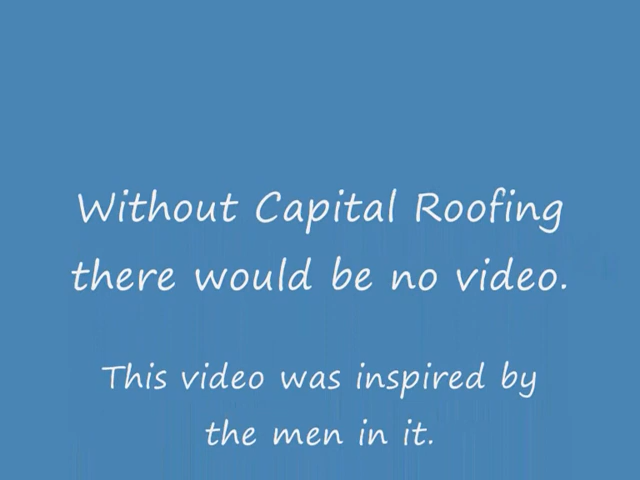 Without Capital Roofing
there would be no video.
This video was inspired by
the men in it.